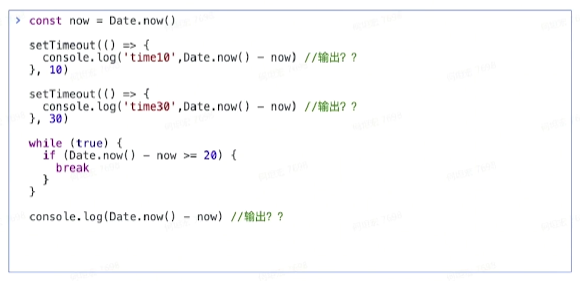 > const now = Date.now()
setTimeout(() => {
console.log('time10',Date.now() - now) //输出? ?
}, 10)
setTimeout(() => {
console.log('time30',Date.now() - now) //输出? ?
}, 30)
while (true) {
if (Date.now() - now >= 20) {
break
}
}
console.log(Date.now() - now) //输出? ?